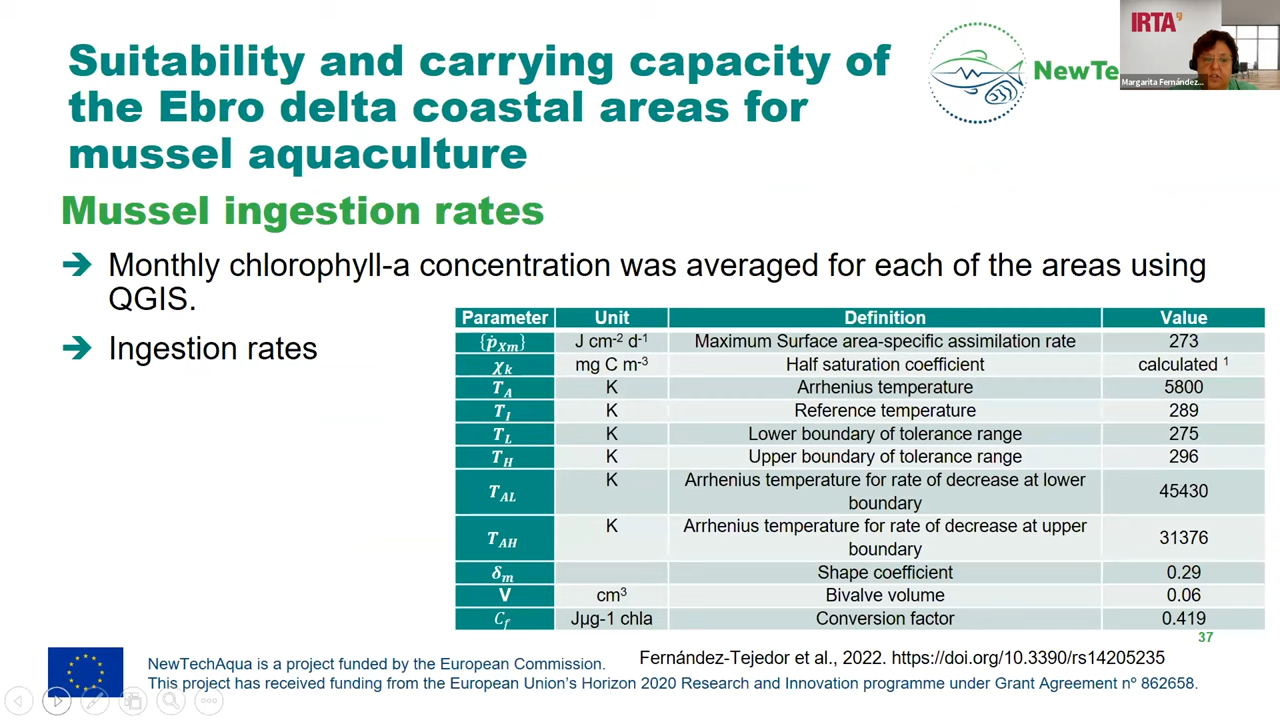 Suitability and carrying capacity of
the Ebro delta coastal areas for
mussel aquaculture
NewTe
IRTA
Margarita Fernández...
Mussel ingestion rates
Monthly chlorophyll-a concentration was averaged for each of the areas using
QGIS.
Ingestion rates
Parameter Unit Definition Value
{ṗXm} J cm-2 d-1 Maximum Surface area-specific assimilation rate 273
χk mg C m-3 Half saturation coefficient calculated 1
TA K Arrhenius temperature 5800
TI K Reference temperature 289
TL K Lower boundary of tolerance range 275
TH K Upper boundary of tolerance range 296
TAL K Arrhenius temperature for rate of decrease at lower
boundary 45430
TAH K Arrhenius temperature for rate of decrease at upper
boundary 31376
δm Shape coefficient 0.29
V cm3 Bivalve volume 0.06
Cf Jµg-1 chla Conversion factor 0.419
37
NewTechAqua is a project funded by the European Commission.
Fernández-Tejedor et al., 2022. https://doi.org/10.3390/rs14205235
This project has received funding from the European Union's Horizon 2020 Research and Innovation programme under Grant Agreement nº 862658.